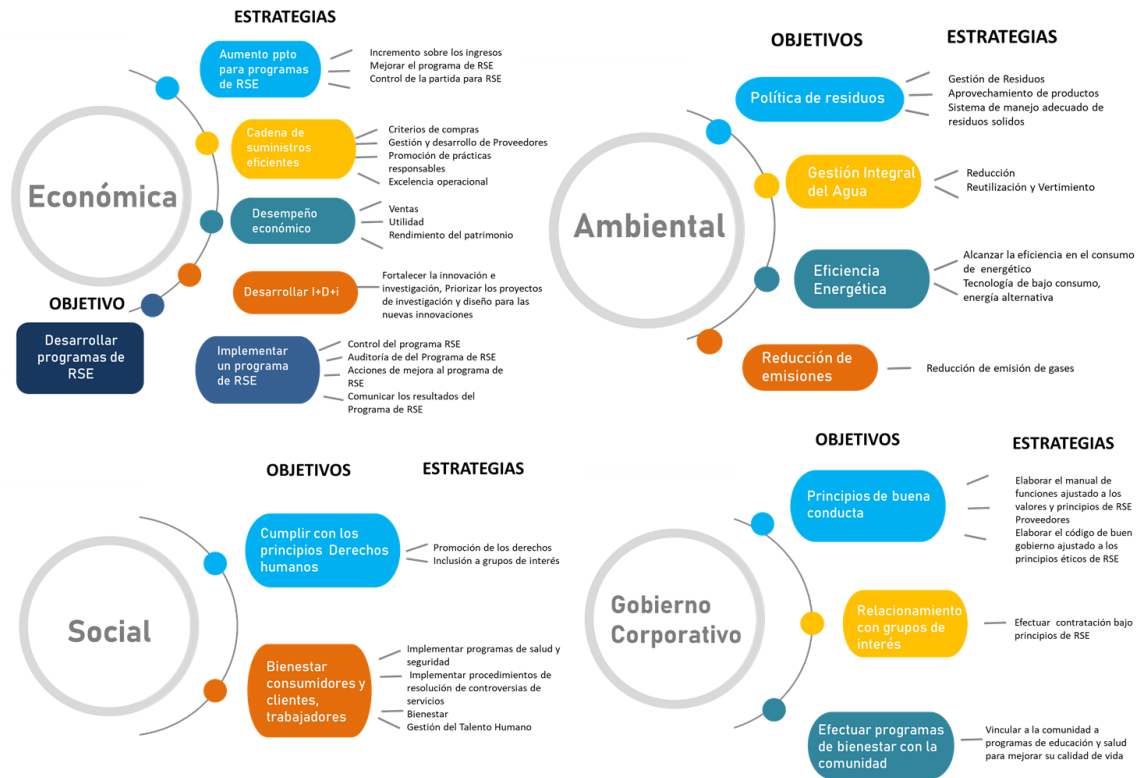 ESTRATEGIAS
Aumento ppto
para programas
de RSE
Incremento sobre los ingresos
Mejorar el programa de RSE
Control de la partida para RSE
Cadena de
suministros
eficientes
Criterios de compras
Gestión y desarrollo de Proveedores
Promoción de prácticas
responsables
Excelencia operacional
Económica
Desempeño
económico
Ventas
Utilidad
Rendimiento del patrimonio
Desarrollar I+D+i
Fortalecer la innovación e
investigación, Priorizar los proyectos
de investigación y diseño para las
nuevas innovaciones
OBJETIVO
Desarrollar
programas de
RSE
Implementar
un programa
de RSE
Control del programa RSE
Auditoría de del Programa de RSE
Acciones de mejora al programa de
RSE
Comunicar los resultados del
Programa de RSE
OBJETIVOS
ESTRATEGIAS
Política de residuos
Gestión de Residuos
Aprovechamiento de productos
Sistema de manejo adecuado de
residuos solidos
Gestión Integral
del Agua
Reducción
Reutilización y Vertimiento
Ambiental
Eficiencia
Energética
Alcanzar la eficiencia en el consumo
de energético
Tecnología de bajo consumo,
energía alternativa
Reducción de
emisiones
Reducción de emisión de gases
OBJETIVOS
ESTRATEGIAS
Cumplir con los
principios Derechos
humanos
Promoción de los derechos
Inclusión a grupos de interés
Social
Bienestar
consumidores y
clientes,
trabajadores
Implementar programas de salud y
seguridad
Implementar procedimientos de
resolución de controversias de
servicios
Bienestar
Gestión del Talento Humano
OBJETIVOS
ESTRATEGIAS
Principios de buena
conducta
Elaborar el manual de
funciones ajustado a los
valores y principios de RSE
Proveedores
Elaborar el código de buen
gobierno ajustado a los
principios éticos de RSE
Gobierno
Corporativo
Relacionamiento
con grupos de
interés
Efectuar contratación bajo
principios de RSE
Efectuar programas
de bienestar con la
comunidad
Vincular a la comunidad a
programas de educación y salud
para mejorar su calidad de vida